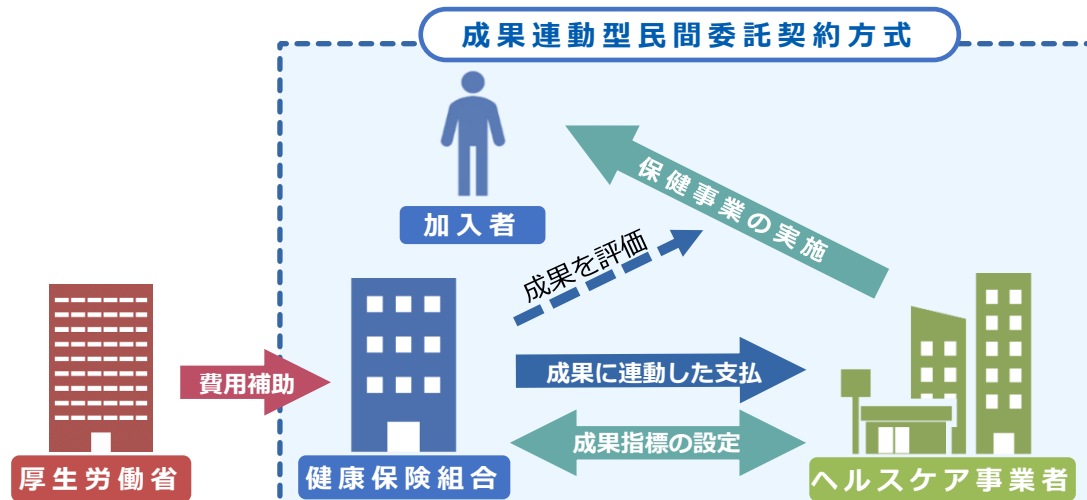 成果連動型民間委託契約方式
保健事業の実施
加入者
成果を評価
費用補助
成果に連動した支払
成果指標の設定
厚生労働省
健康保険組合
ヘルスケア事業者